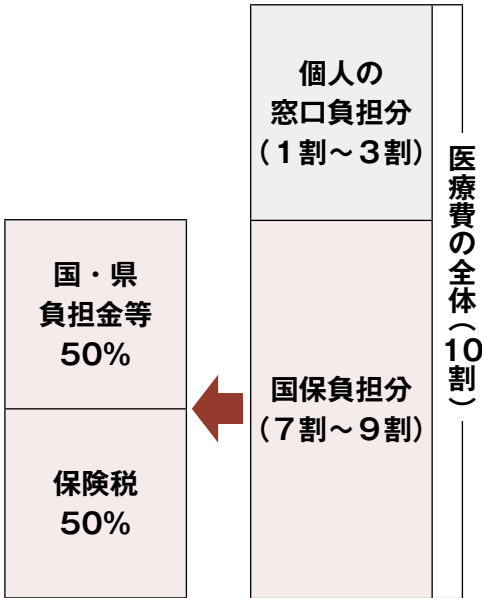 個人の
窓口負担分
（１割～３割）
医療費の全体（10割）
国・県
負担金等
50%
国保負担分
（７割～９割）
保険税
50%